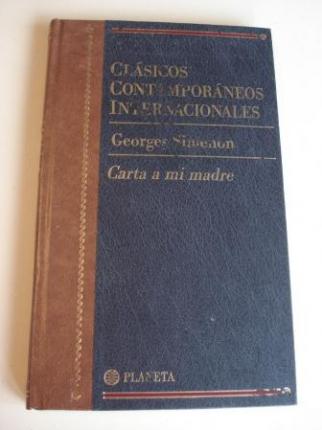 CLÁSICOS
CONTEMPORÁNEOS
INTERNACIONALES
Georges Simenon
Carta a mi madre
PLANETA